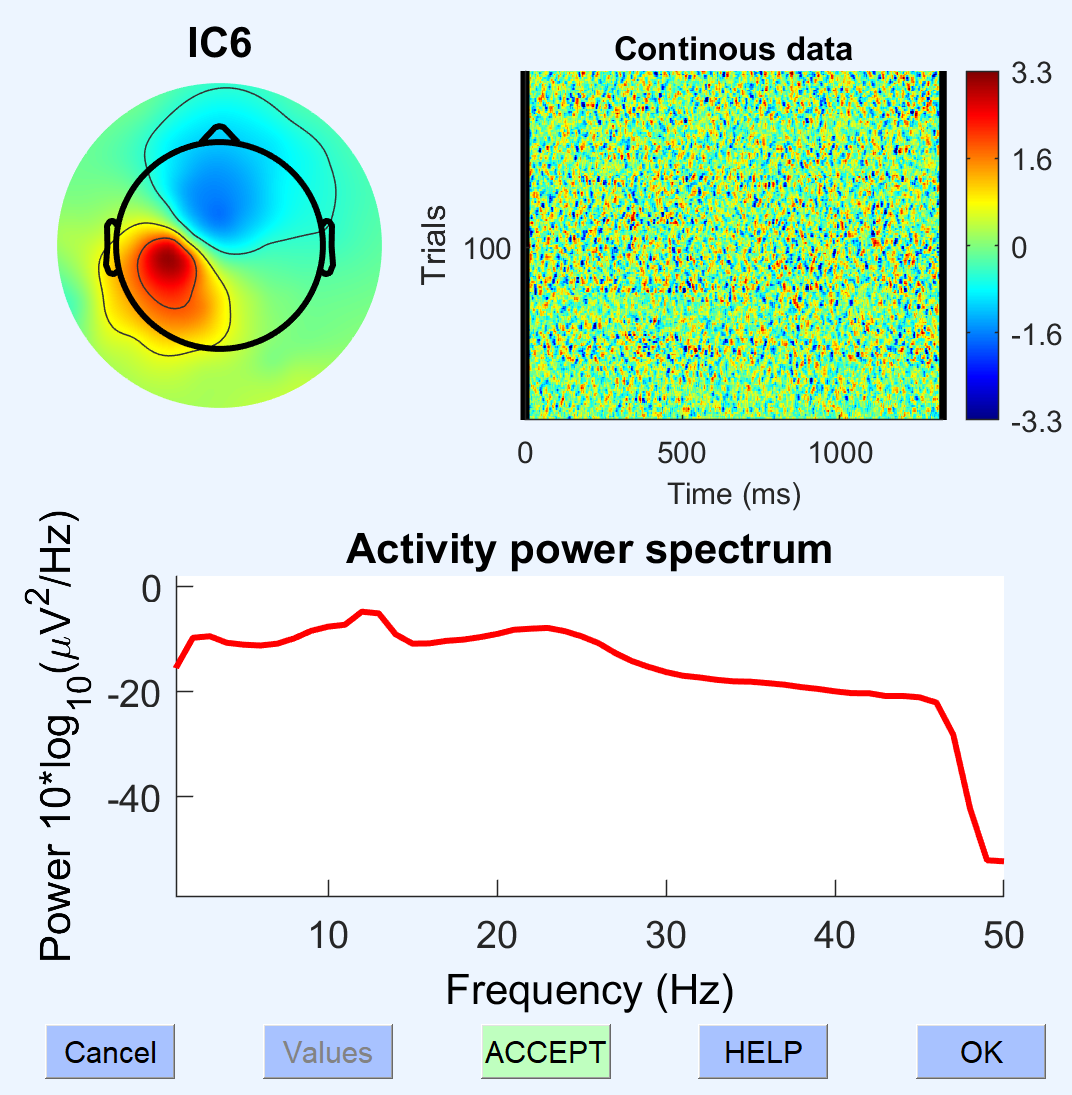 IC6
Continous data
Trials
100
0
500
1000
Time (ms)
3.3
1.6
0
-1.6
-3.3
Activity power spectrum
Power 10*log10(μV2/Hz)
0
-20
-40
10
20
30
40
50
Frequency (Hz)
Cancel
Values
ACCEPT
HELP
OK